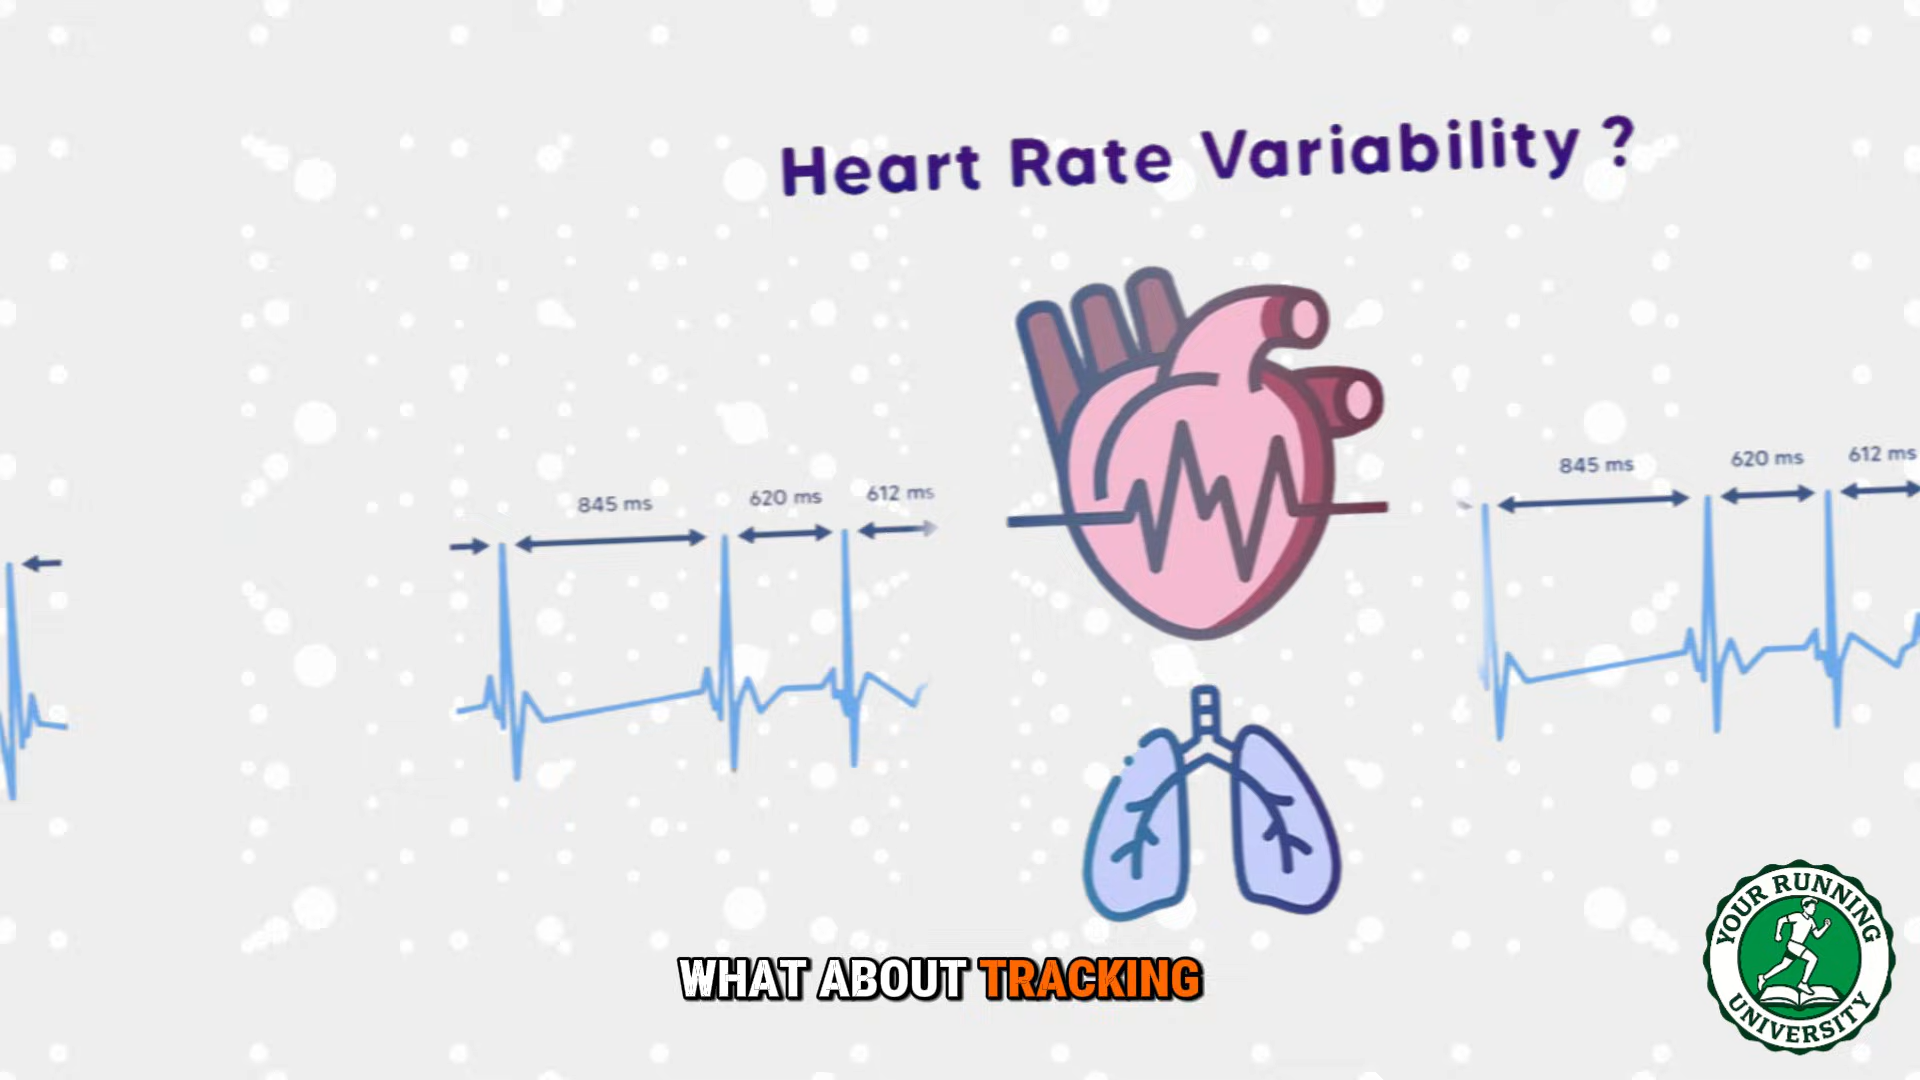 Heart Rate Variability ?
845 ms
620 ms
612 ms
845 ms
620 ms
612 ms
WHAT ABOUT TRACKING
YOUR RUNNING
UNIVERSITY